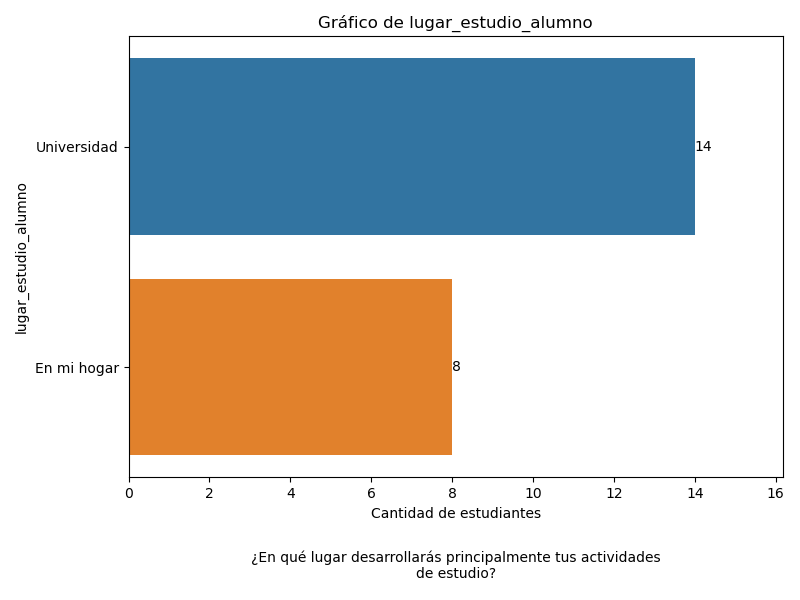 Gráfico de lugar_estudio_alumno
lugar_estudio_alumno
Universidad
14
En mi hogar
8
0 2 4 6 8 10 12 14 16
Cantidad de estudiantes
¿En qué lugar desarrollarás principalmente tus actividades
de estudio?